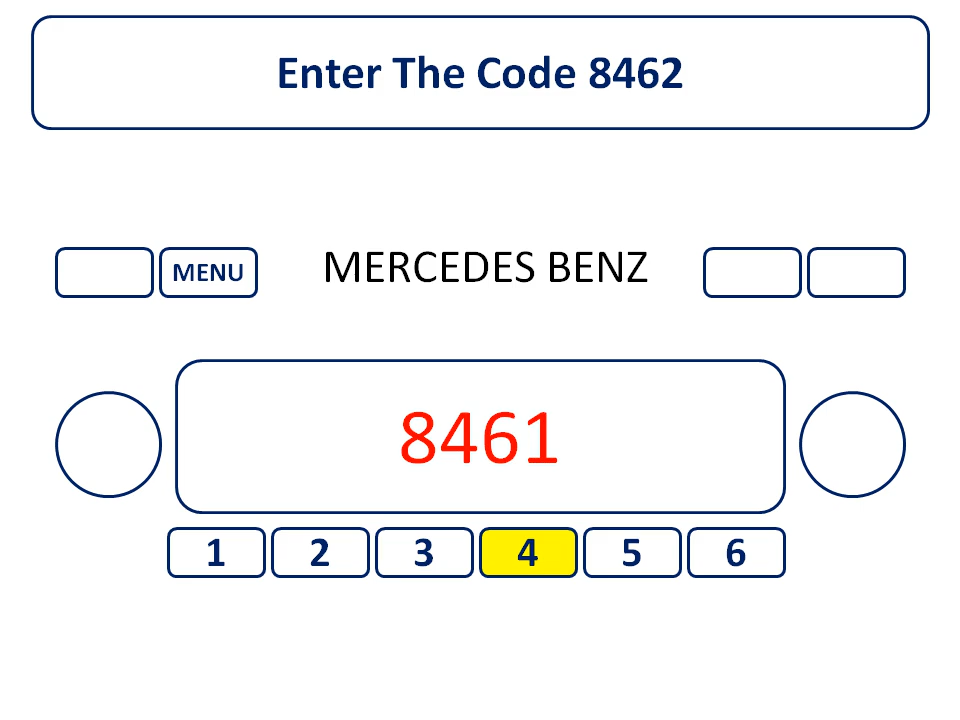 Enter The Code 8462
MENU
MERCEDES BENZ
8461
1 2 3 4 5 6